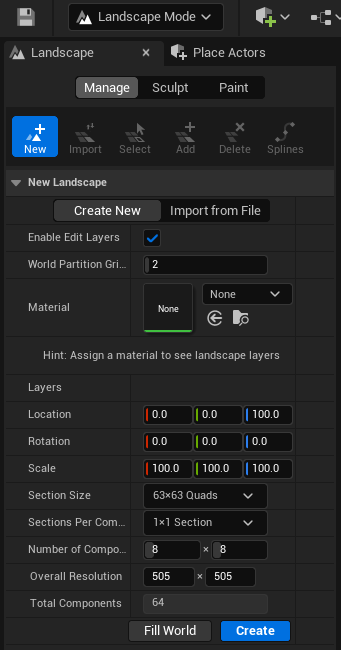 Landscape Mode
Landscape × Place Actors
Manage Sculpt Paint
New Import Select Add Delete Splines
New Landscape
Create New Import from File
Enable Edit Layers
World Partition Gri... 2
Material None None
Hint: Assign a material to see landscape layers
Layers
Location 0.0 0.0 100.0
Rotation 0.0 0.0 0.0
Scale 100.0 100.0 100.0
Section Size 63×63 Quads
Sections Per Com... 1×1 Section
Number of Compo... 8 × 8
Overall Resolution 505 × 505
Total Components 64
Fill World Create